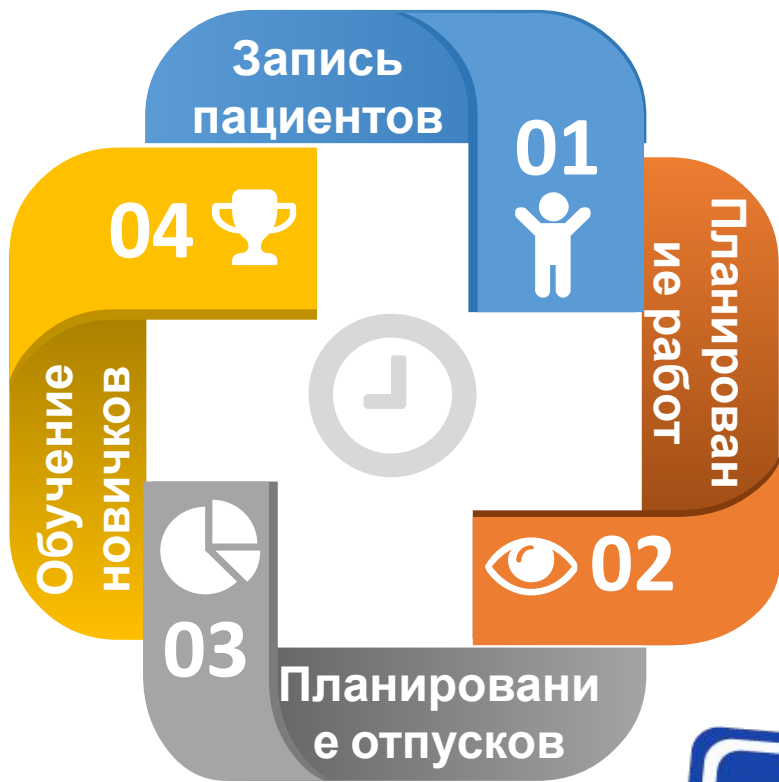 Запись
пациентов
01
Планирован
ие работ
02
03
Планировани
е отпусков
04
Обучение
новичков